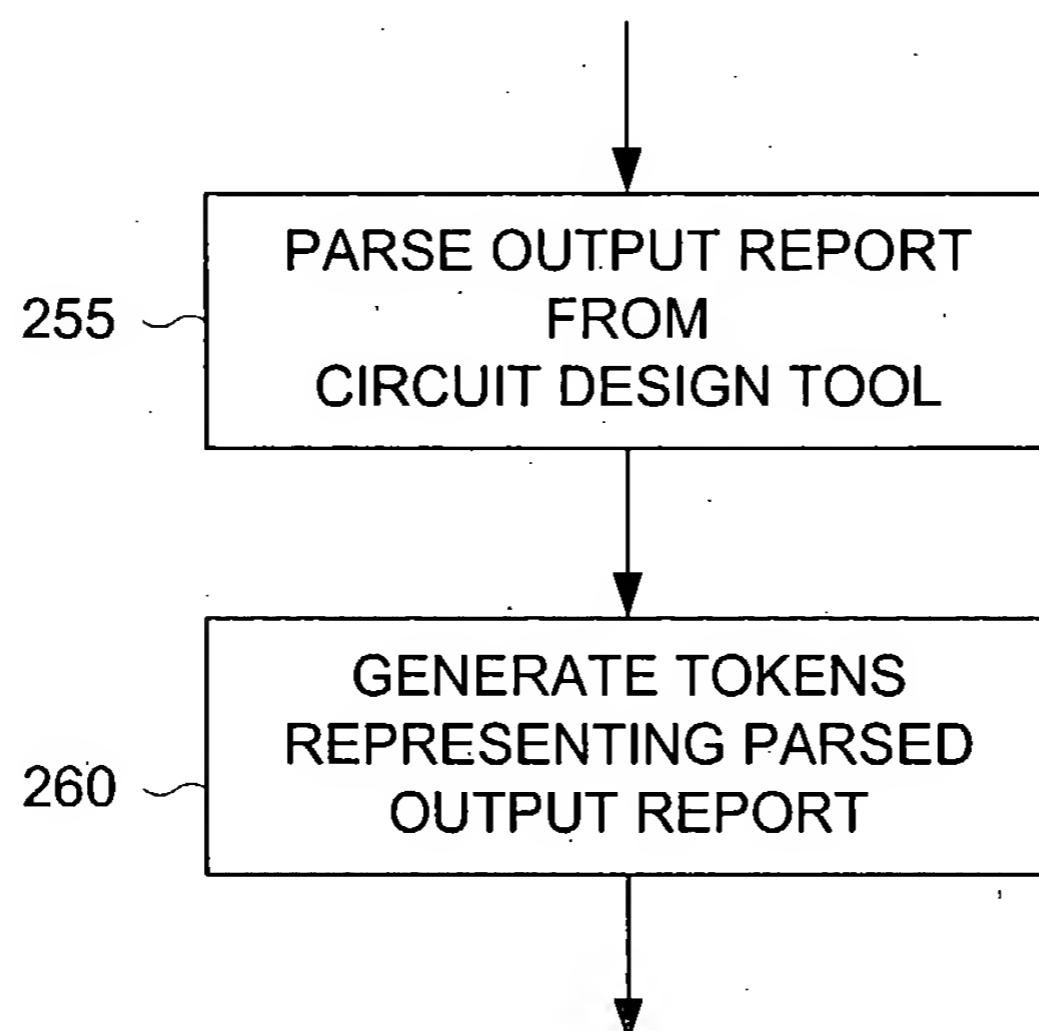 PARSE OUTPUT REPORT
FROM
CIRCUIT DESIGN TOOL
255
GENERATE TOKENS
REPRESENTING PARSED
OUTPUT REPORT
260